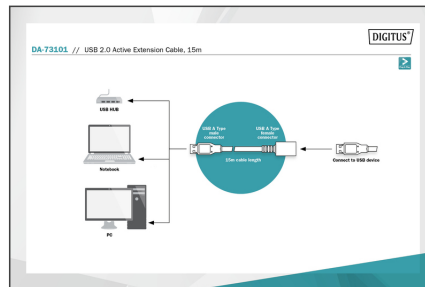 DIGITUS®
DA-73101 // USB 2.0 Active Extension Cable, 15m
USB HUB
USB A Type male connector
USB A Type female connector
15m cable length
Notebook
Connect to USB device
PC